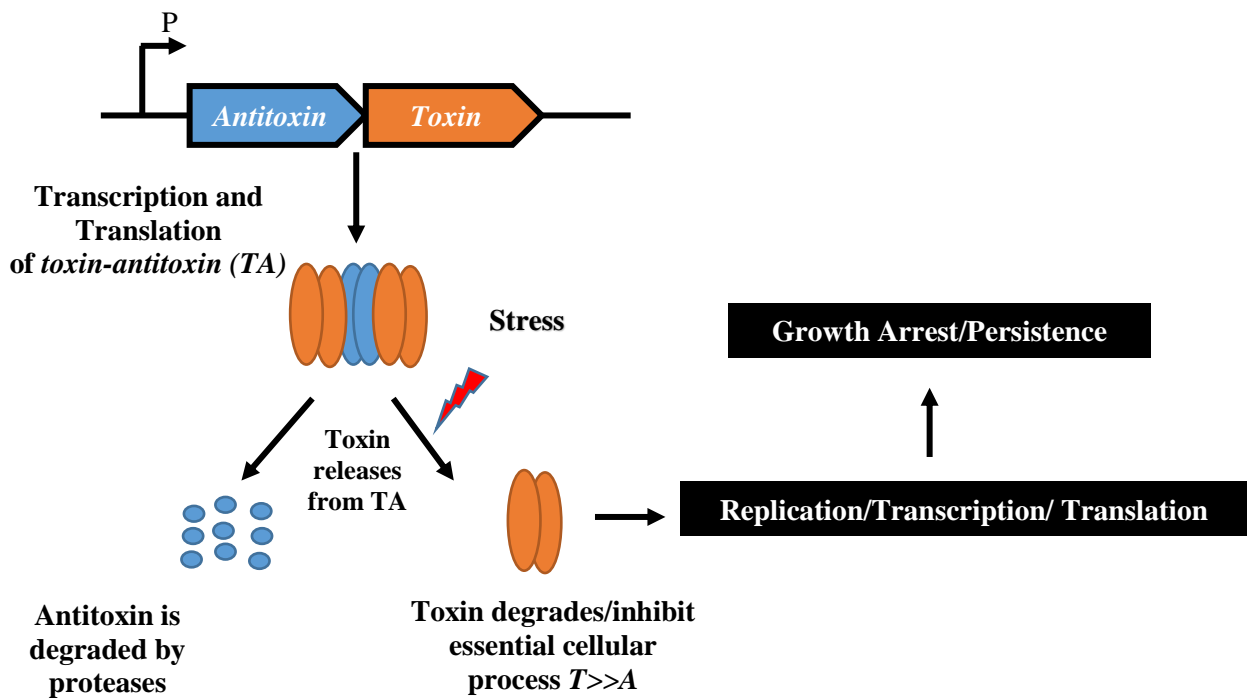 P
Antitoxin
Toxin
Transcription and
Translation
of toxin-antitoxin (TA)
Stress
Growth Arrest/Persistence
Toxin
releases
from TA
Replication/Transcription/ Translation
Antitoxin is
degraded by
proteases
Toxin degrades/inhibit
essential cellular
process T>>A